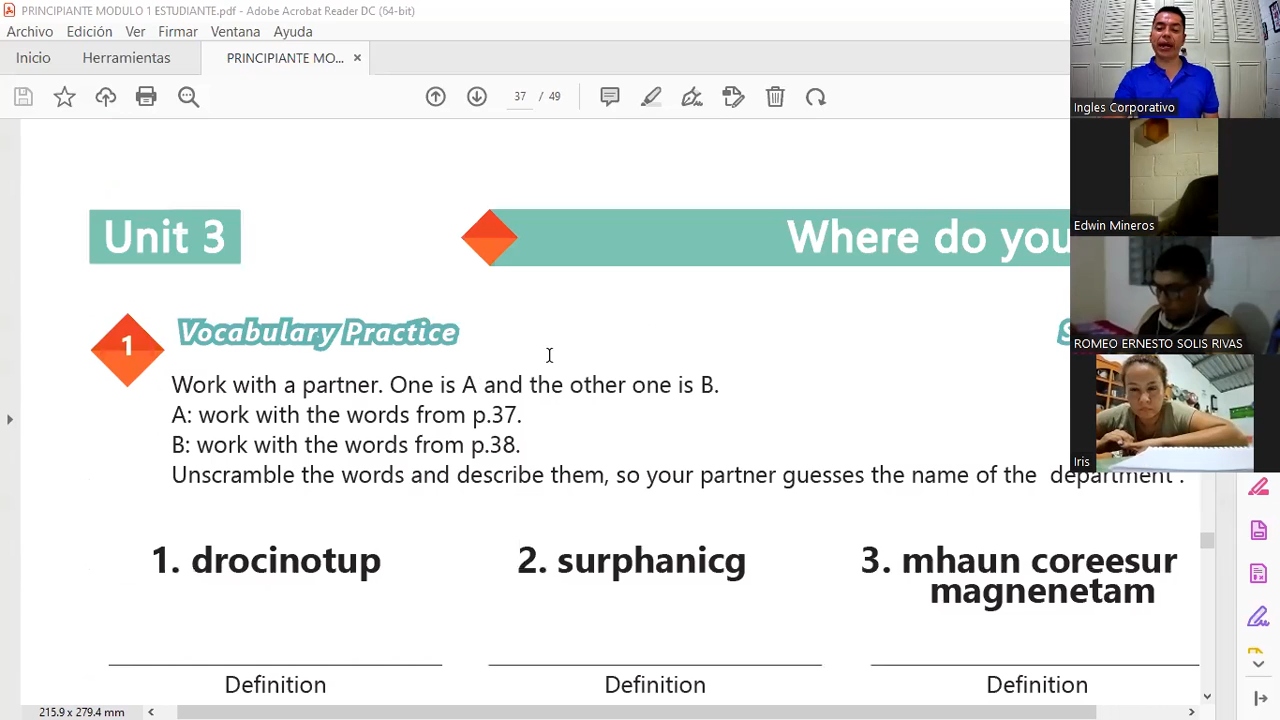 PRINCIPIANTE MODULO 1 ESTUDIANTE.pdf - Adobe Acrobat Reader DC (64-bit)
Archivo Edición Ver Firmar Ventana Ayuda
Inicio Herramientas PRINCIPIANTE MO... ×
37 / 49
Ingles Corporativo
Edwin Mineros
ROMEO ERNESTO SOLIS RIVAS
Iris
Unit 3
Where do you
1
Vocabulary Practice
S
Work with a partner. One is A and the other one is B.
A: work with the words from p.37.
B: work with the words from p.38.
Unscramble the words and describe them, so your partner guesses the name of the department .
1. drocinotup
2. surphanicg
3. mhaun coreesur
magnenetam
Definition
Definition
Definition
215.9 x 279.4 mm